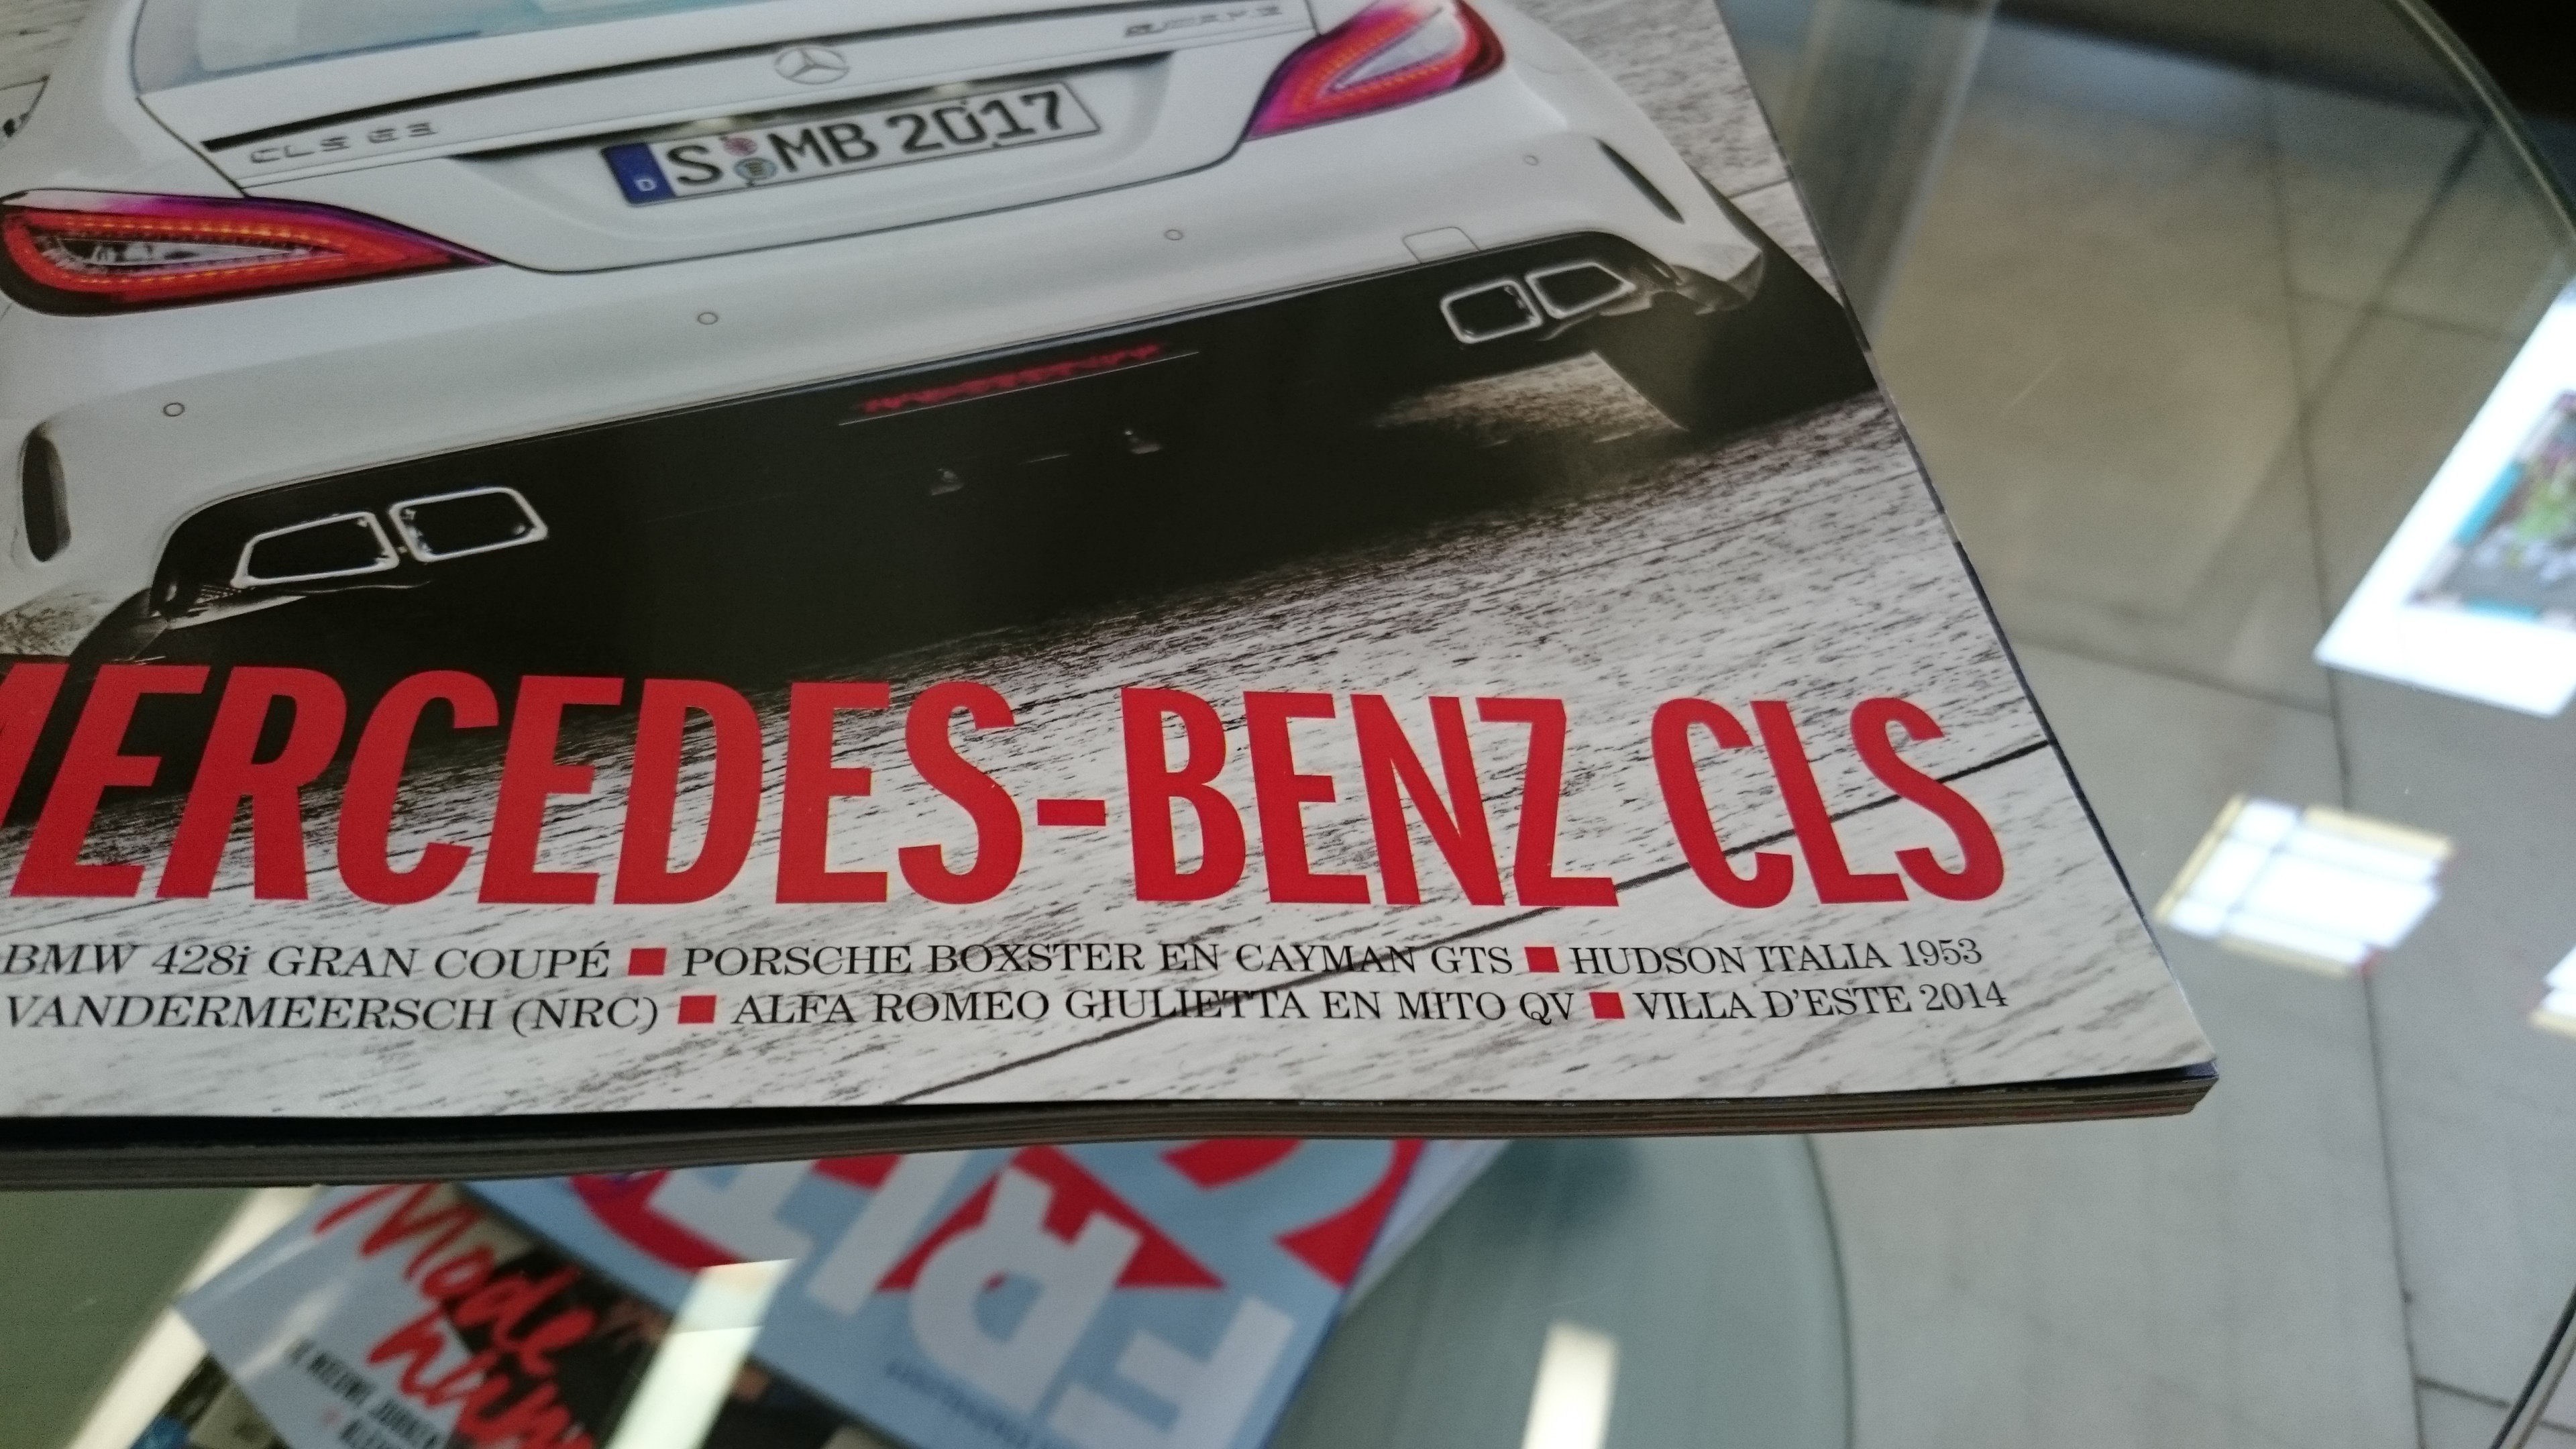 CLS 63
D S MB 2017
MERCEDES-BENZ CLS
BMW 428i GRAN COUPÉ ■ PORSCHE BOXSTER EN CAYMAN GTS ■ HUDSON ITALIA 1953
VANDERMEERSCH (NRC) ■ ALFA ROMEO GIULIETTA EN MITO QV ■ VILLA D'ESTE 2014
Mode